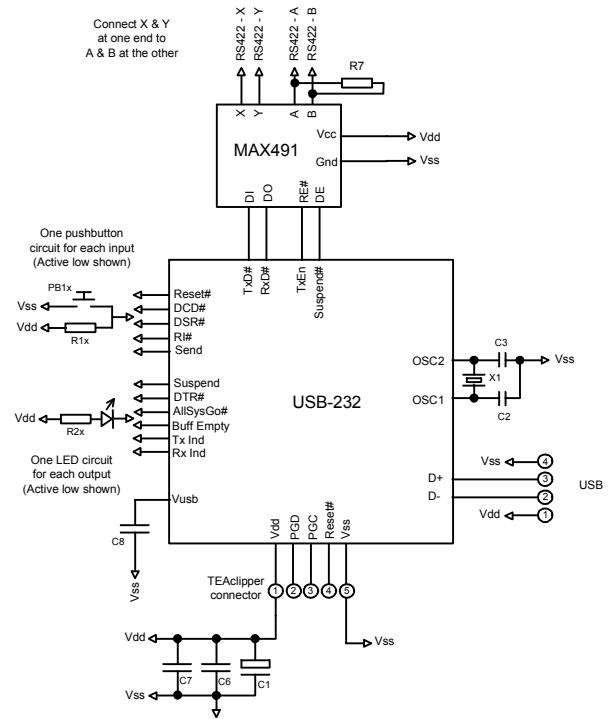 Connect X & Y
at one end to
A & B at the other
RS422 - X
RS422 - Y
RS422 - A
RS422 - B
R7
X
Y
A
B
MAX491
Vcc
Vdd
Gnd
Vss
DI
DO
RE#
DE
One pushbutton
circuit for each input
(Active low shown)
PB1x
Vss
Vdd
R1x
TxD#
RxD#
TxEn
Suspend#
Reset#
DCD#
DSR#
RI#
Send
Suspend
DTR#
AllSysGo#
Buff Empty
Tx Ind
Rx Ind
Vdd
R2x
One LED circuit
for each output
(Active low shown)
USB-232
OSC2
OSC1
C3
X1
C2
Vss
D+
D-
Vss
Vdd
4
3
2
1
USB
Vusb
C8
Vss
Vdd
PGD
PGC
Reset#
Vss
TEAclipper
connector
1
2
3
4
5
Vdd
Vss
C7
C6
C1
Vss